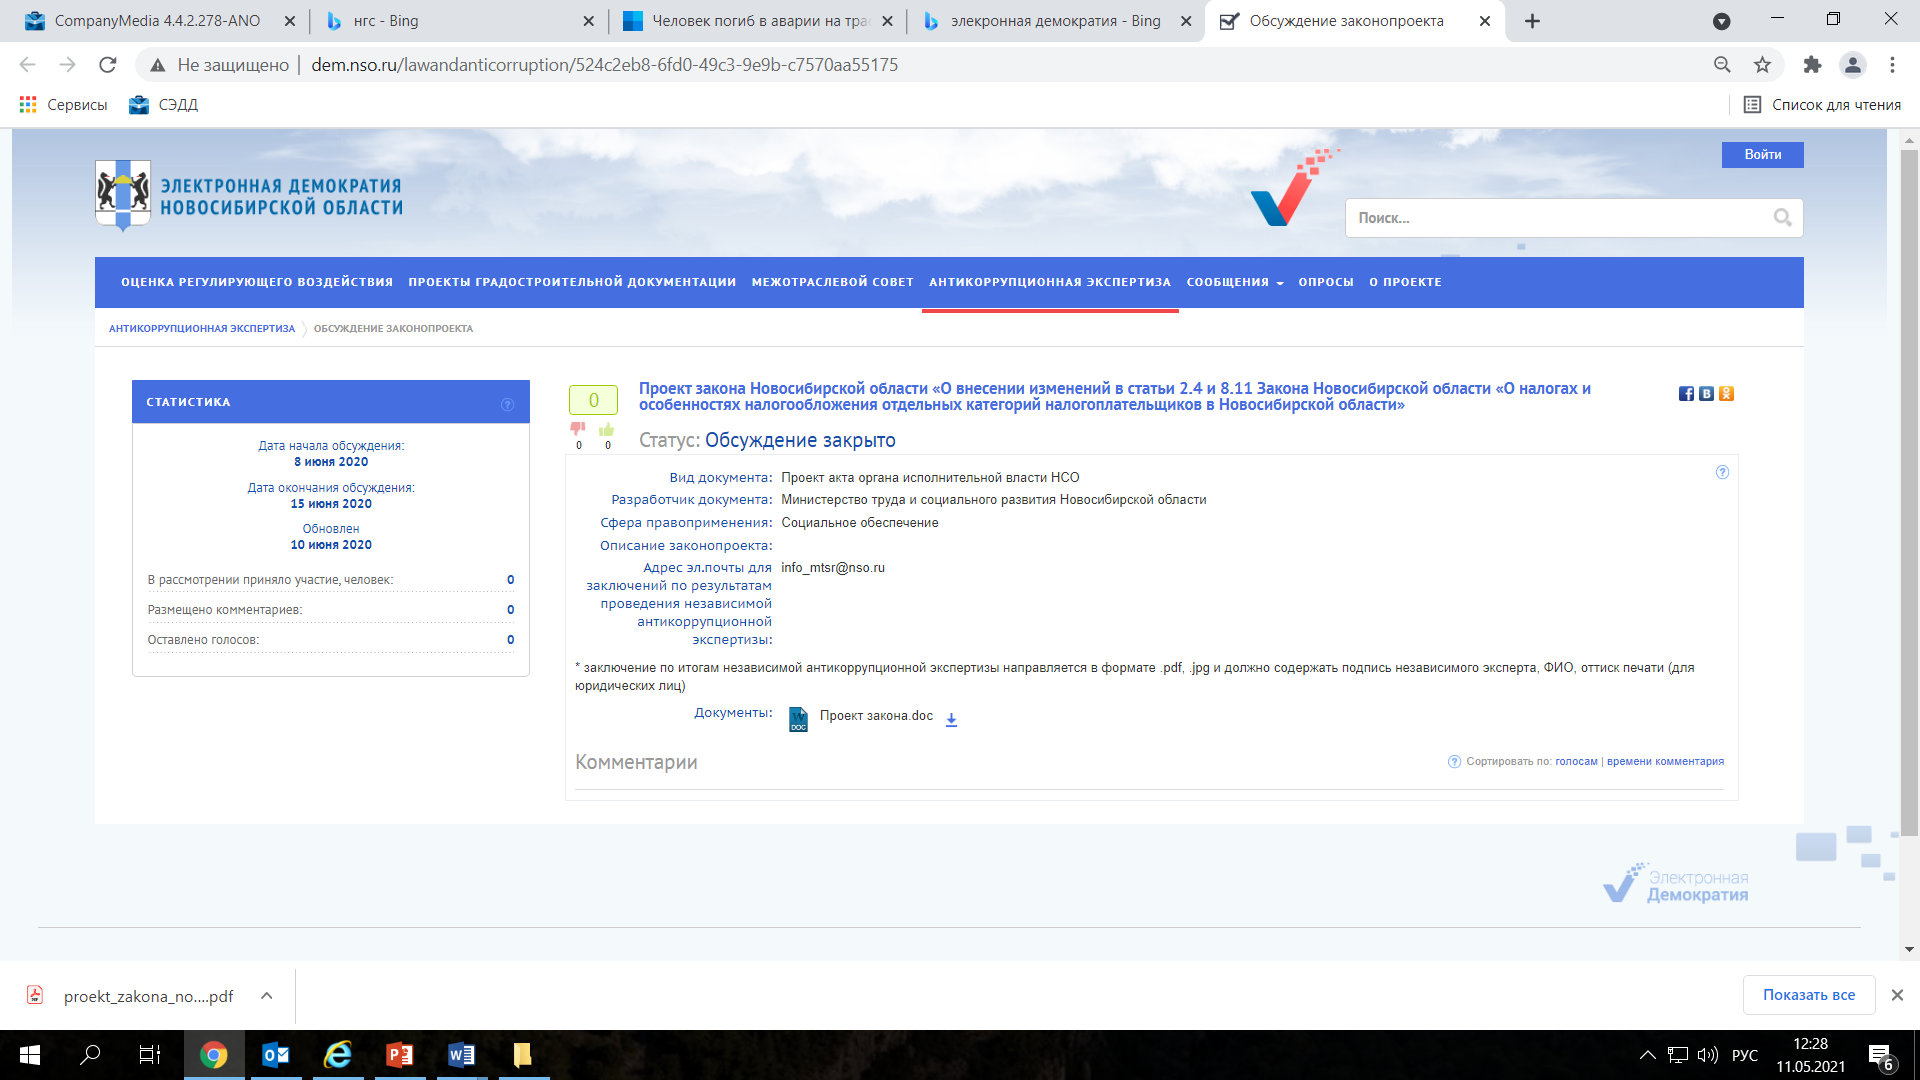 CompanyMedia 4.4.2.278-ANO
нгс - Bing
Человек погиб в аварии на тра
элекронная демократия - Bing
Обсуждение законопроекта
Не защищено
dem.nso.ru/lawandanticorruption/524c2eb8-6fd0-49c3-9e9b-c7570aa55175
Сервисы
СЭДД
Список для чтения
Войти
ЭЛЕКТРОННАЯ ДЕМОКРАТИЯ
НОВОСИБИРСКОЙ ОБЛАСТИ
Поиск...
ОЦЕНКА РЕГУЛИРУЮЩЕГО ВОЗДЕЙСТВИЯ
ПРОЕКТЫ ГРАДОСТРОИТЕЛЬНОЙ ДОКУМЕНТАЦИИ
МЕЖОТРАСЛЕВОЙ СОВЕТ
АНТИКОРРУПЦИОННАЯ ЭКСПЕРТИЗА
СООБЩЕНИЯ
ОПРОСЫ
О ПРОЕКТЕ
АНТИКОРРУПЦИОННАЯ ЭКСПЕРТИЗА
ОБСУЖДЕНИЕ ЗАКОНОПРОЕКТА
СТАТИСТИКА
?
Дата начала обсуждения:
8 июня 2020
Дата окончания обсуждения:
15 июня 2020
Обновлен
10 июня 2020
В рассмотрении приняло участие, человек: 0
Размещено комментариев: 0
Оставлено голосов: 0
0
0 0
Проект закона Новосибирской области «О внесении изменений в статьи 2.4 и 8.11 Закона Новосибирской области «О налогах и
особенностях налогообложения отдельных категорий налогоплательщиков в Новосибирской области»
Статус: Обсуждение закрыто
?
Вид документа: Проект акта органа исполнительной власти НСО
Разработчик документа: Министерство труда и социального развития Новосибирской области
Сфера правоприменения: Социальное обеспечение
Описание законопроекта:
Адрес эл.почты для info_mtsr@nso.ru
заключений по результатам
проведения независимой
антикоррупционной
экспертизы:
* заключение по итогам независимой антикоррупционной экспертизы направляется в формате .pdf, .jpg и должно содержать подпись независимого эксперта, ФИО, оттиск печати (для
юридических лиц)
Документы: Проект закона.doc
Комментарии
? Сортировать по: голосам | времени комментария
Электронная
Демократия
proekt_zakona_no....pdf
Показать все
РУС
12:28
11.05.2021
6